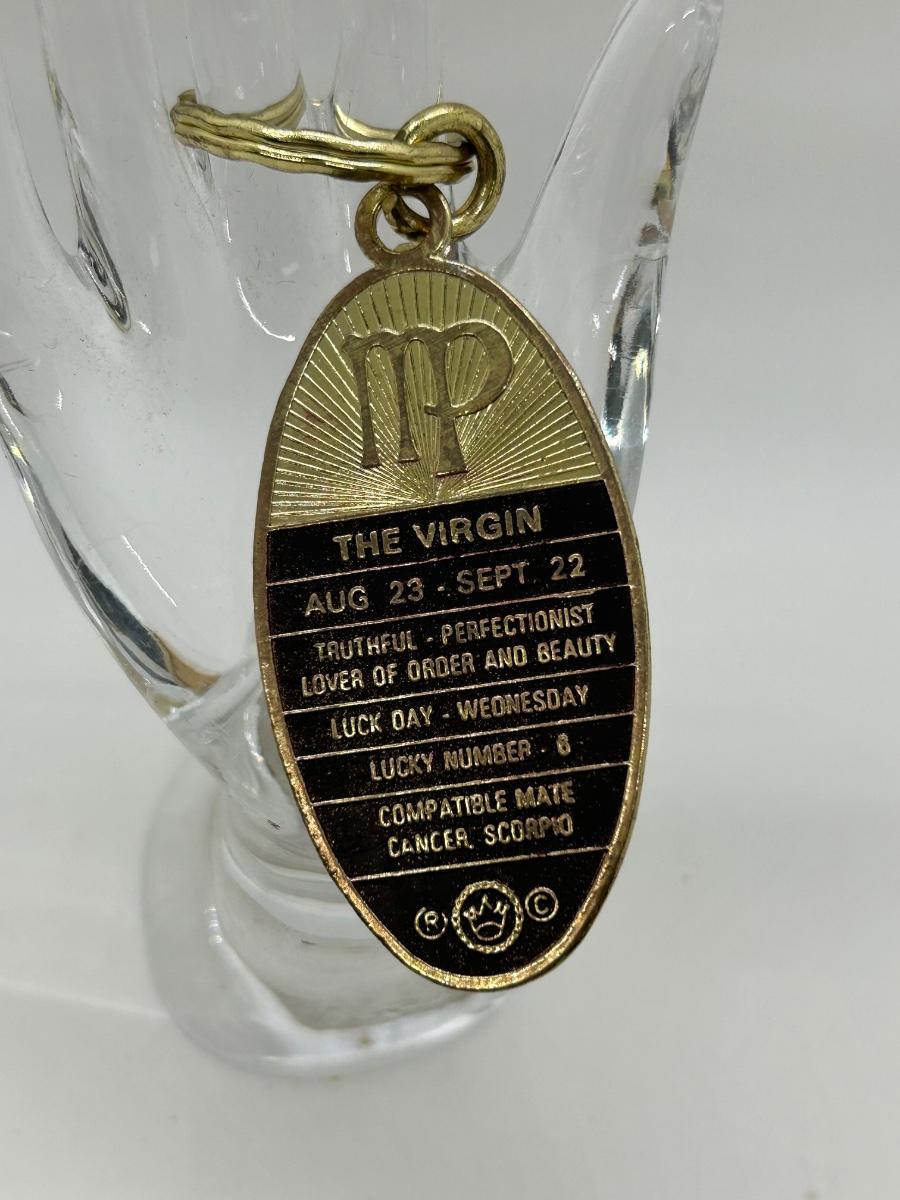 THE VIRGIN
AUG 23 - SEPT 22
TRUTHFUL - PERFECTIONIST
LOVER OF ORDER AND BEAUTY
LUCK DAY - WEDNESDAY
LUCKY NUMBER - 6
COMPATIBLE MATE
CANCER, SCORPIO
® ©